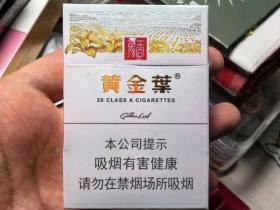 黄金葉®
20 CLASS A CIGARETTES
Golden Leaf
本公司提示
吸烟有害健康
请勿在禁烟场所吸烟